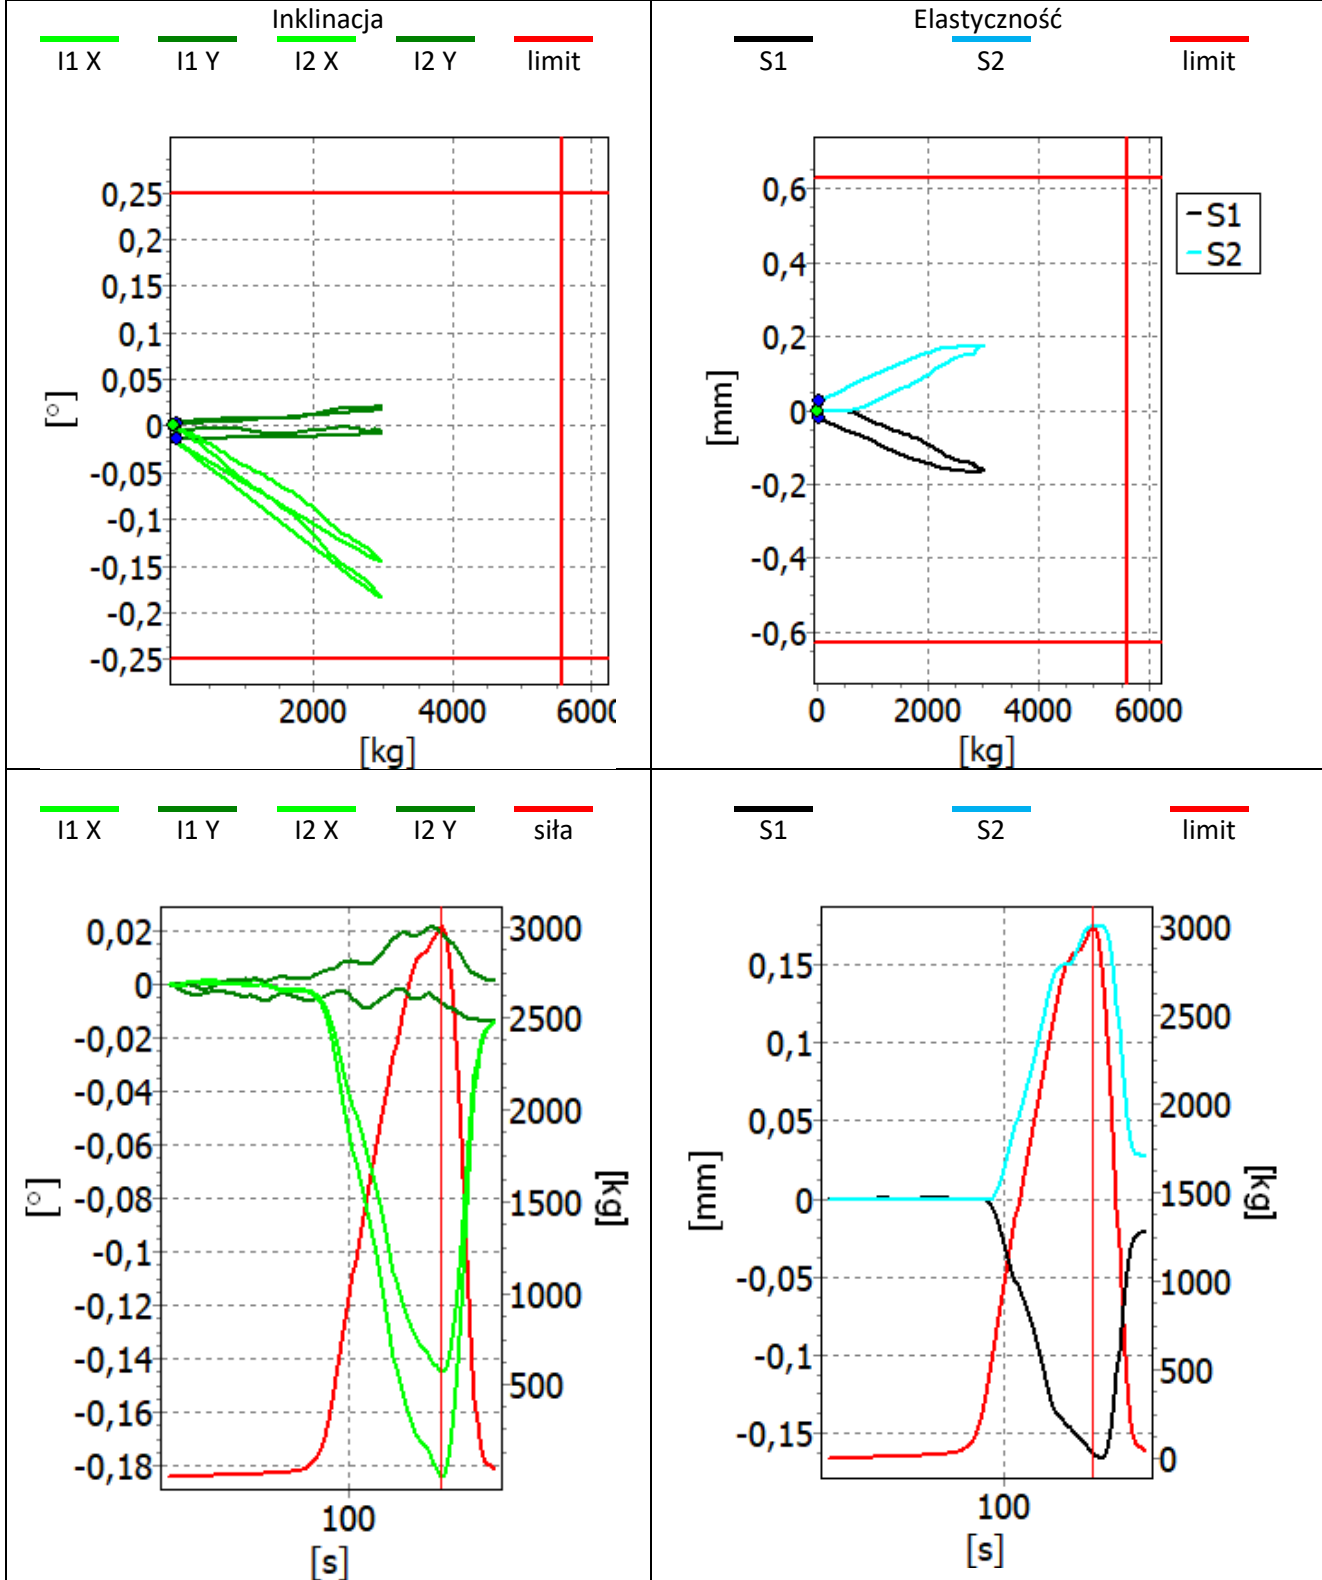 Inklinacja
I1 X I1 Y I2 X I2 Y limit
0,25
0,2
0,15
0,1
0,05
0
-0,05
-0,1
-0,15
-0,2
-0,25
[°]
2000 4000 6000
[kg]
Elastyczność
S1 S2 limit
0,6
0,4
0,2
0
-0,2
-0,4
-0,6
[mm]
S1
S2
0 2000 4000 6000
[kg]
I1 X I1 Y I2 X I2 Y siła
0,02
0
-0,02
-0,04
-0,06
-0,08
-0,1
-0,12
-0,14
-0,16
-0,18
[°]
3000
2500
2000
1500
1000
500
[kg]
100
[s]
S1 S2 limit
0,15
0,1
0,05
0
-0,05
-0,1
-0,15
[mm]
3000
2500
2000
1500
1000
500
0
[kg]
100
[s]